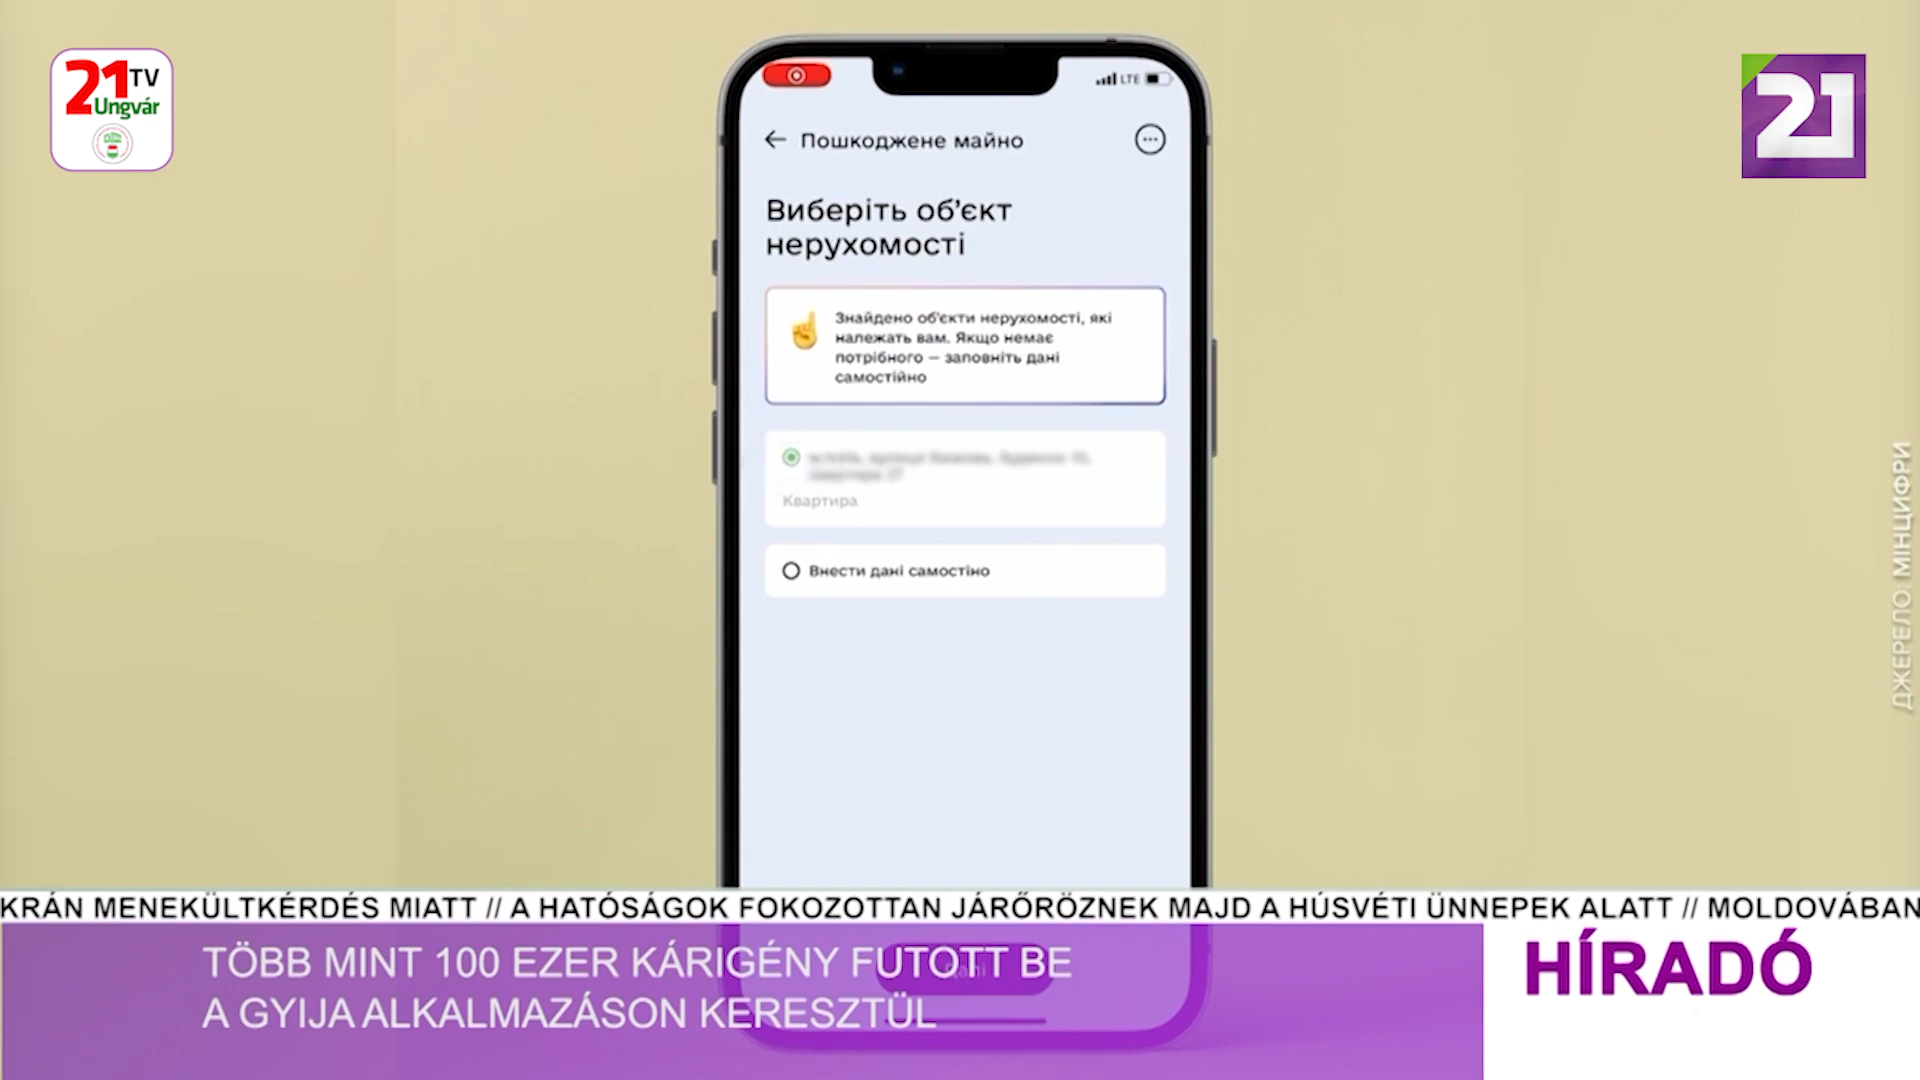 21 TV
Ungvár
21
LTE
Пошкоджене майно
Виберіть об’єкт
нерухомості
Знайдено об’єкти нерухомості, які
належать вам. Якщо немає
потрібного — заповніть дані
самостійно
Квартира
Внести дані самостіно
ДЖЕРЕЛО: МІНЦИФРИ
KRÁN MENEKÜLTKÉRDÉS MIATT // A HATÓSÁGOK FOKOZOTTAN JÁRŐRÖZNEK MAJD A HÚSVÉTI ÜNNEPEK ALATT // MOLDOVÁBAN
TÖBB MINT 100 EZER KÁRIGÉNY FUTOTT BE
A GYIJA ALKALMAZÁSON KERESZTÜL
HÍRADÓ